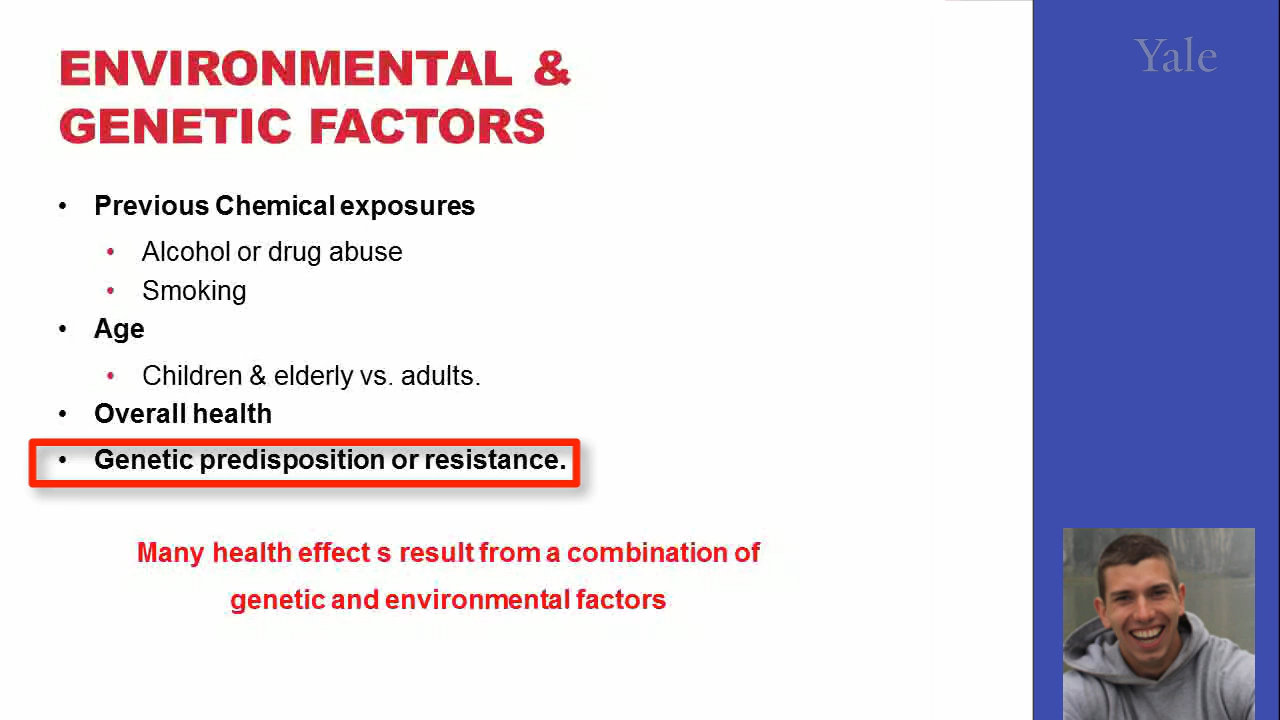 ENVIRONMENTAL &
GENETIC FACTORS
Yale
• Previous Chemical exposures
• Alcohol or drug abuse
• Smoking
• Age
• Children & elderly vs. adults.
• Overall health
• Genetic predisposition or resistance.
Many health effect s result from a combination of
genetic and environmental factors